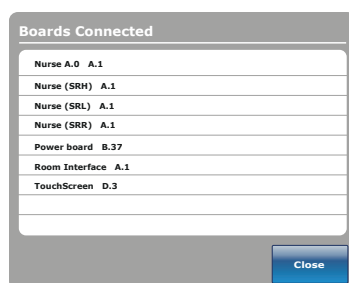 Boards Connected
Nurse A.0 A.1
Nurse (SRH) A.1
Nurse (SRL) A.1
Nurse (SRR) A.1
Power board B.37
Room Interface A.1
TouchScreen D.3
Close